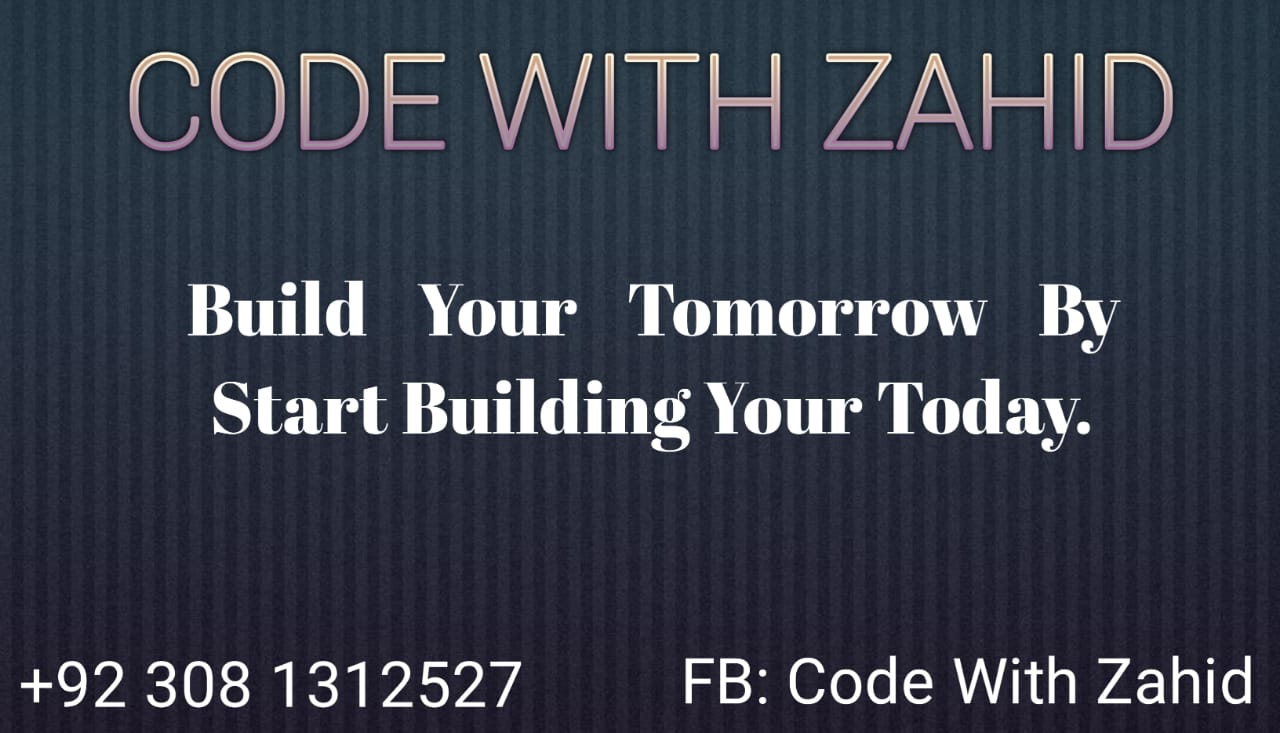 CODE WITH ZAHID
Build Your Tomorrow By
Start Building Your Today.
+92 308 1312527
FB: Code With Zahid